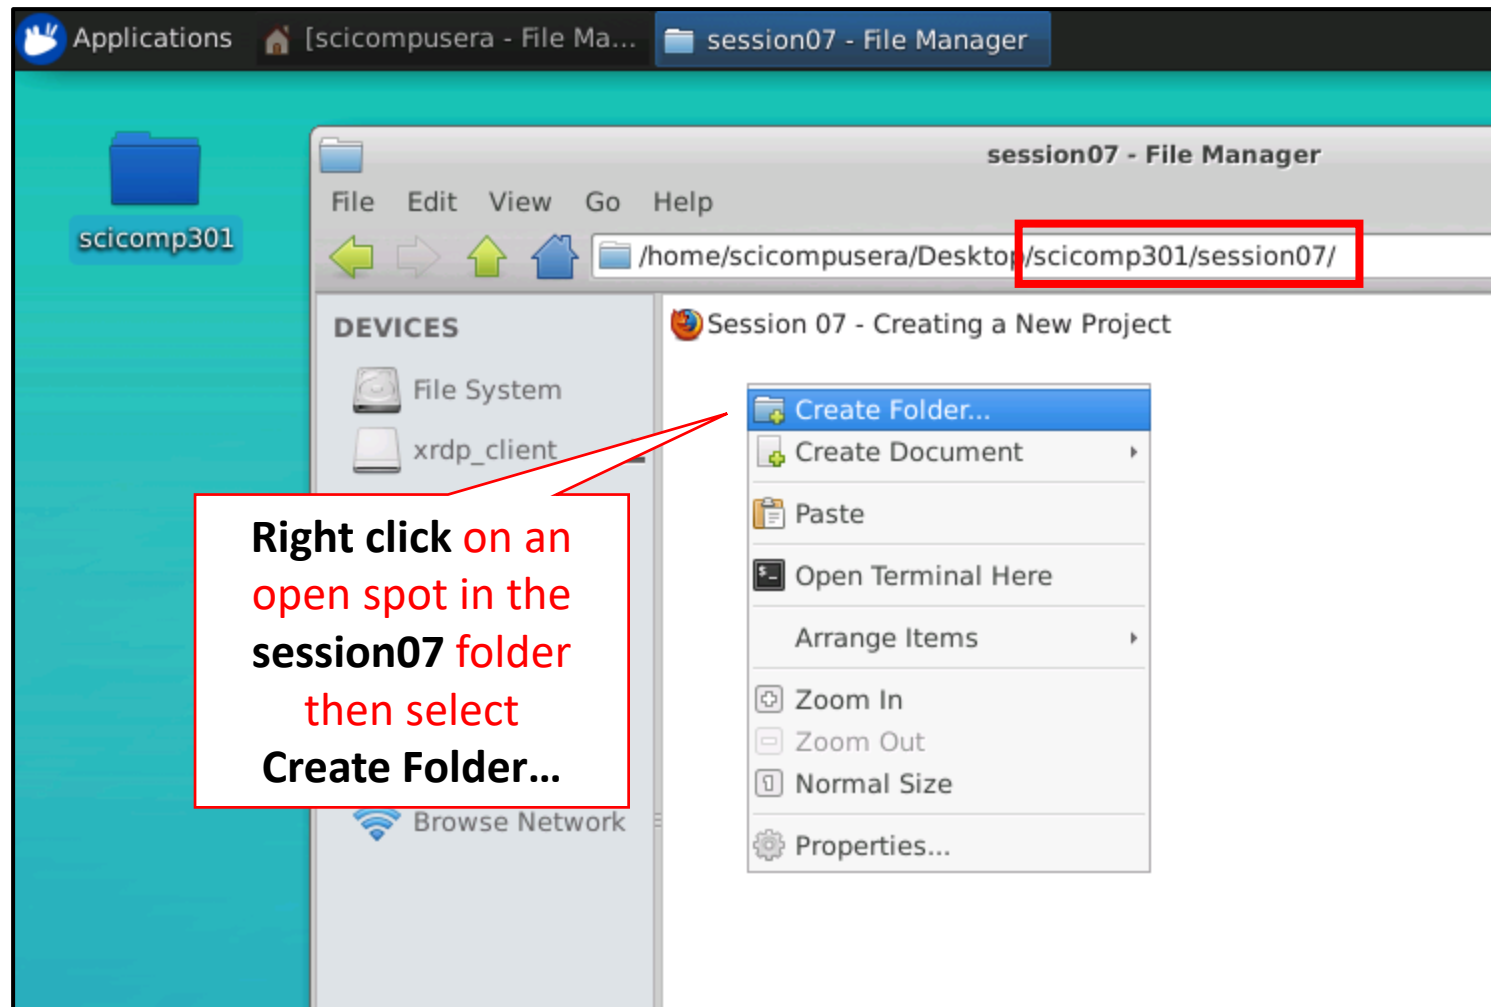 Applications
[scicompusera - File Ma...
session07 - File Manager
scicomp301
session07 - File Manager
File Edit View Go Help
/home/scicompusera/Desktop/scicomp301/session07/
DEVICES
File System
xrdp_client
Browse Network
Session 07 - Creating a New Project
Create Folder...
Create Document
Paste
Open Terminal Here
Arrange Items
Zoom In
Zoom Out
Normal Size
Properties...
Right click on an
open spot in the
session07 folder
then select
Create Folder...